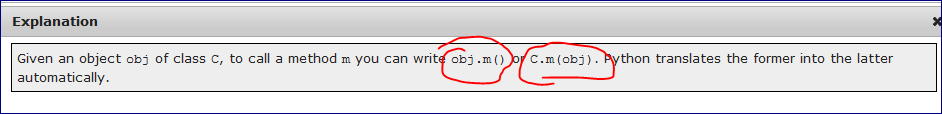 Explanation
Given an object obj of class C, to call a method m you can write obj.m() or C.m(obj). Python translates the former into the latter
automatically.